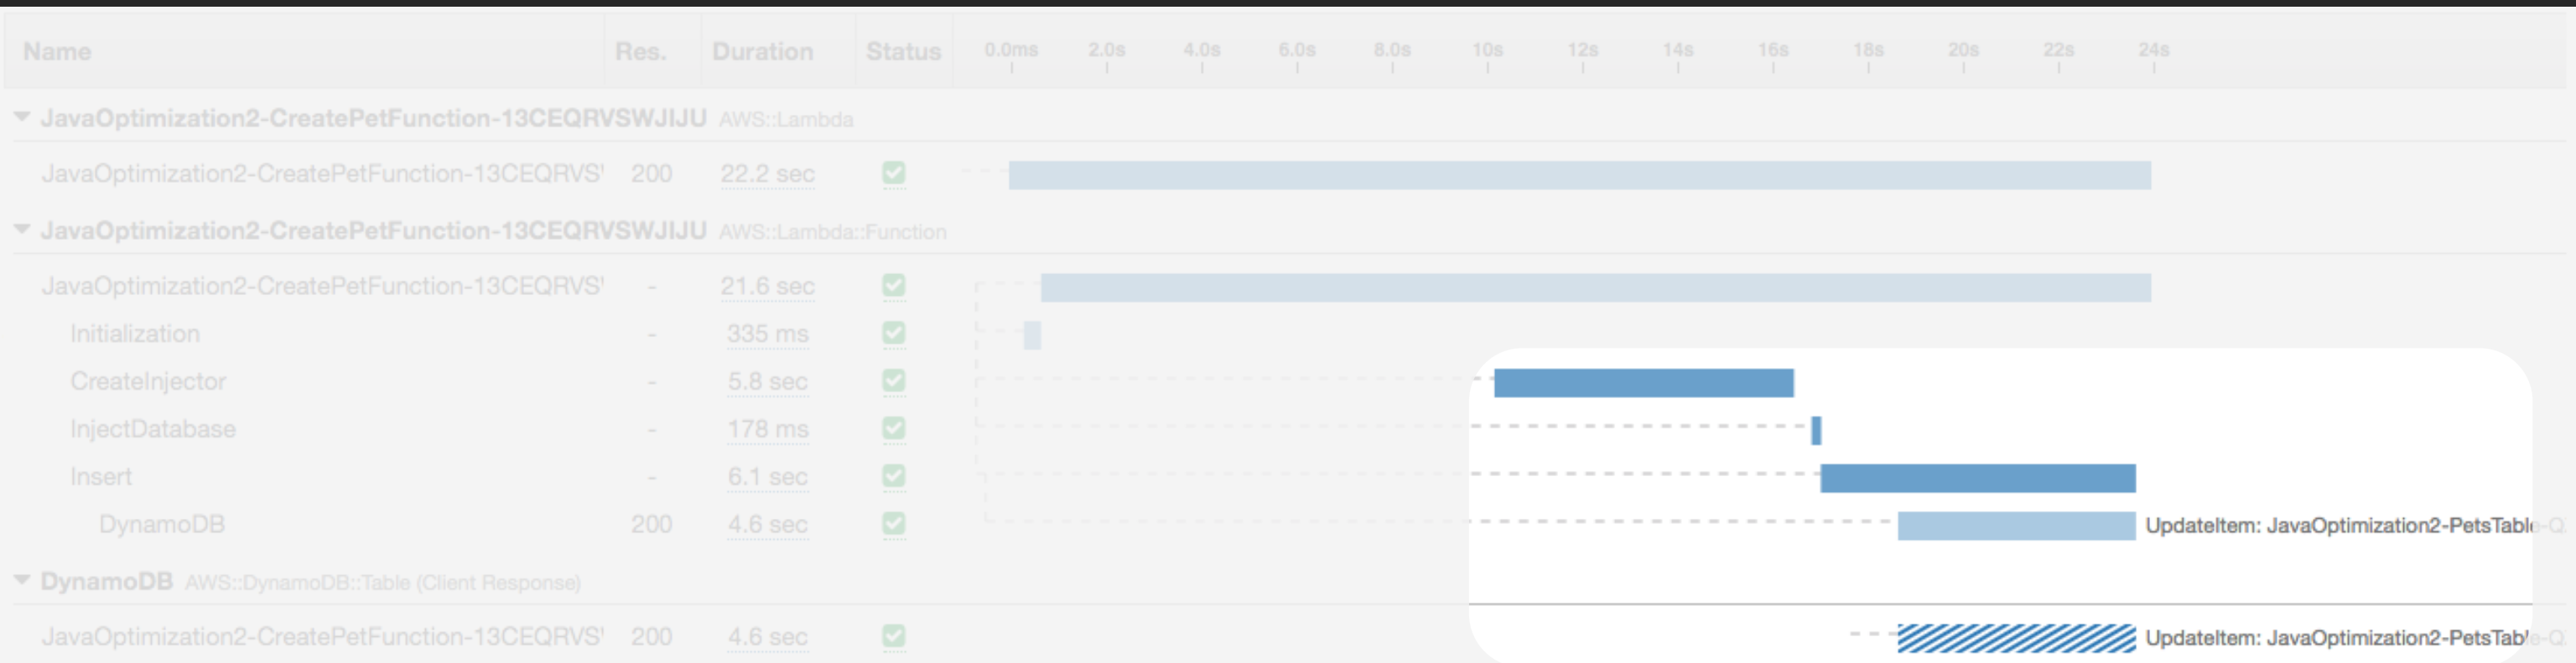 Name Res. Duration Status 0.0ms 2.0s 4.0s 6.0s 8.0s 10s 12s 14s 16s 18s 20s 22s 24s
JavaOptimization2-CreatePetFunction-13CEQRVSWJIJU AWS::Lambda
JavaOptimization2-CreatePetFunction-13CEQRVS' 200 22.2 sec
JavaOptimization2-CreatePetFunction-13CEQRVSWJIJU AWS::Lambda::Function
JavaOptimization2-CreatePetFunction-13CEQRVS' - 21.6 sec
Initialization - 335 ms
CreateInjector - 5.8 sec
InjectDatabase - 178 ms
Insert - 6.1 sec
DynamoDB 200 4.6 sec UpdateItem: JavaOptimization2-PetsTable-Q
DynamoDB AWS::DynamoDB::Table (Client Response)
JavaOptimization2-CreatePetFunction-13CEQRVS' 200 4.6 sec UpdateItem: JavaOptimization2-PetsTable-Q